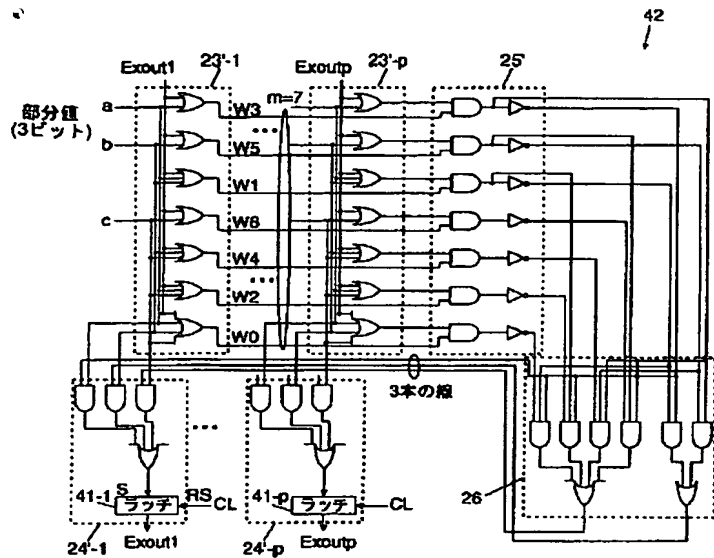 42
Exout1
23'-1
Exoutp
23'-p
25'
部分値
(3ビット)
a
b
c
m=7
W3
W5
W1
W6
W4
W2
W0
3本の線
26
41-1
S
ラッチ
RS
CL
24'-1
Exout1
41-p
ラッチ
CL
24'-p
Exoutp